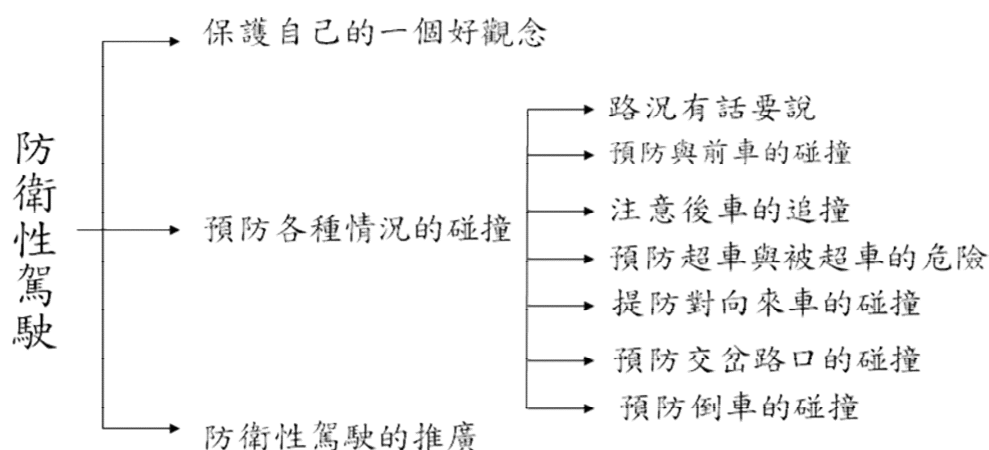 防衛性駕駛
保護自己的一個好觀念
預防各種情況的碰撞
路況有話要說
預防與前車的碰撞
注意後車的追撞
預防超車與被超車的危險
提防對向來車的碰撞
預防交岔路口的碰撞
預防倒車的碰撞
防衛性駕駛的推廣